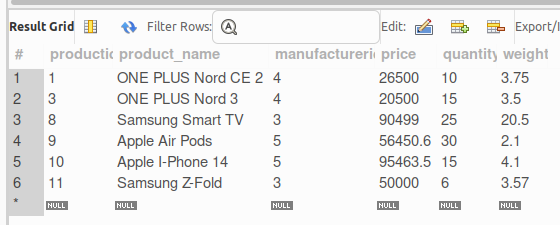 Result Grid Filter Rows: Edit: Export/I
# productic product_name manufactureri price quantity weight
1 1 ONE PLUS Nord CE 2 4 26500 10 3.75
2 3 ONE PLUS Nord 3 4 20500 15 3.5
3 8 Samsung Smart TV 3 90499 25 20.5
4 9 Apple Air Pods 5 56450.6 30 2.1
5 10 Apple I-Phone 14 5 95463.5 15 4.1
6 11 Samsung Z-Fold 3 50000 6 3.57
* NULL NULL NULL NULL NULL NULL